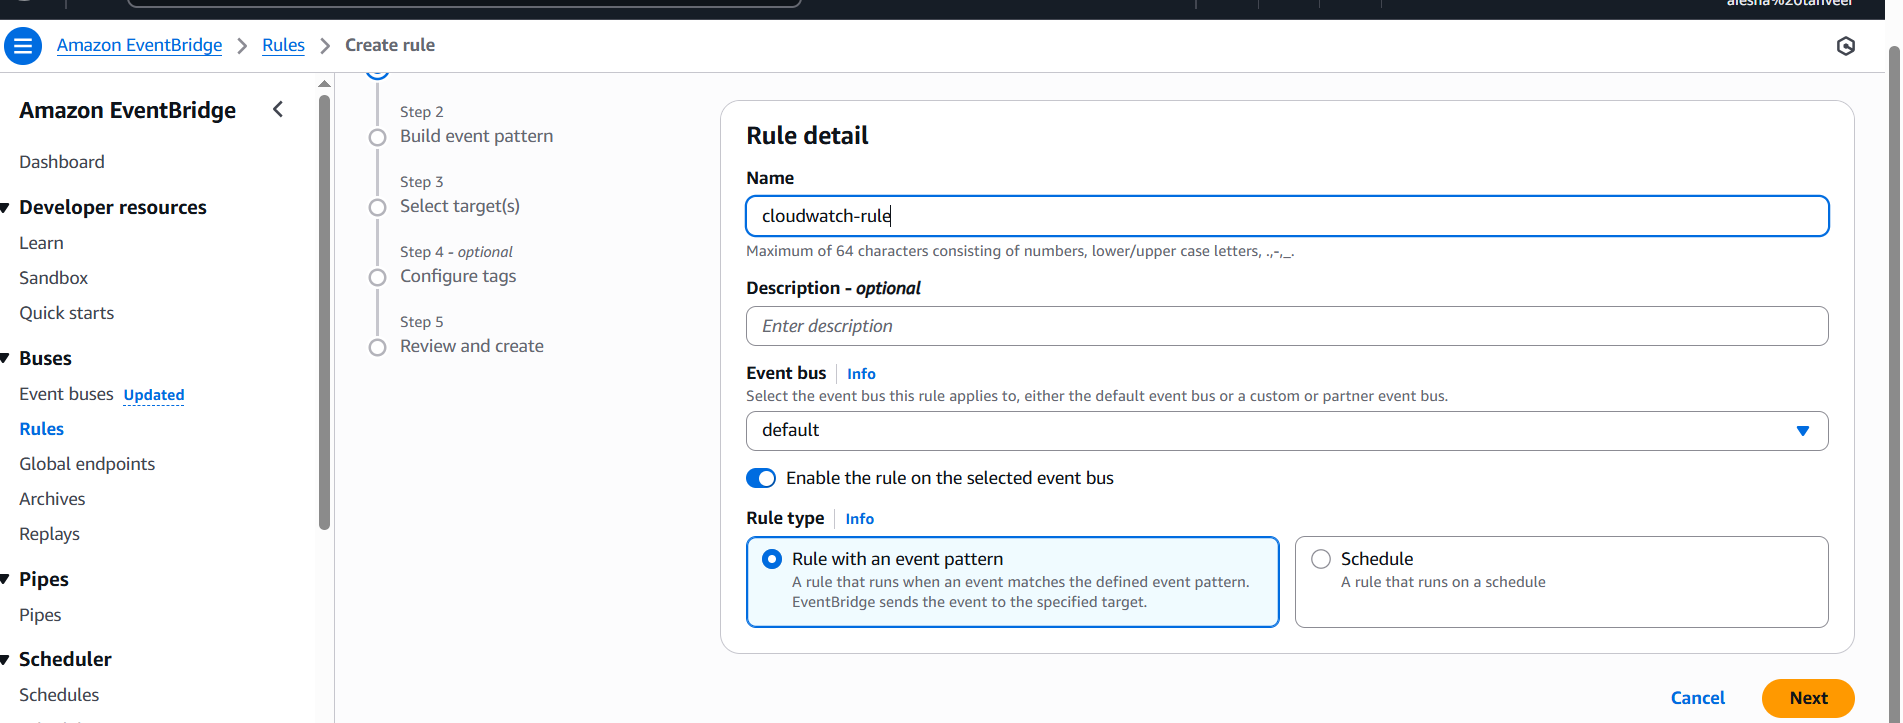 Amazon EventBridge > Rules > Create rule
Amazon EventBridge
Dashboard
Developer resources
Learn
Sandbox
Quick starts
Buses
Event buses Updated
Rules
Global endpoints
Archives
Replays
Pipes
Pipes
Scheduler
Schedules
Step 2
Build event pattern
Step 3
Select target(s)
Step 4 - optional
Configure tags
Step 5
Review and create
Rule detail
Name
cloudwatch-rule
Maximum of 64 characters consisting of numbers, lower/upper case letters, .,-,_.
Description - optional
Enter description
Event bus Info
Select the event bus this rule applies to, either the default event bus or a custom or partner event bus.
default
Enable the rule on the selected event bus
Rule type Info
Rule with an event pattern
A rule that runs when an event matches the defined event pattern.
EventBridge sends the event to the specified target.
Schedule
A rule that runs on a schedule
Cancel
Next